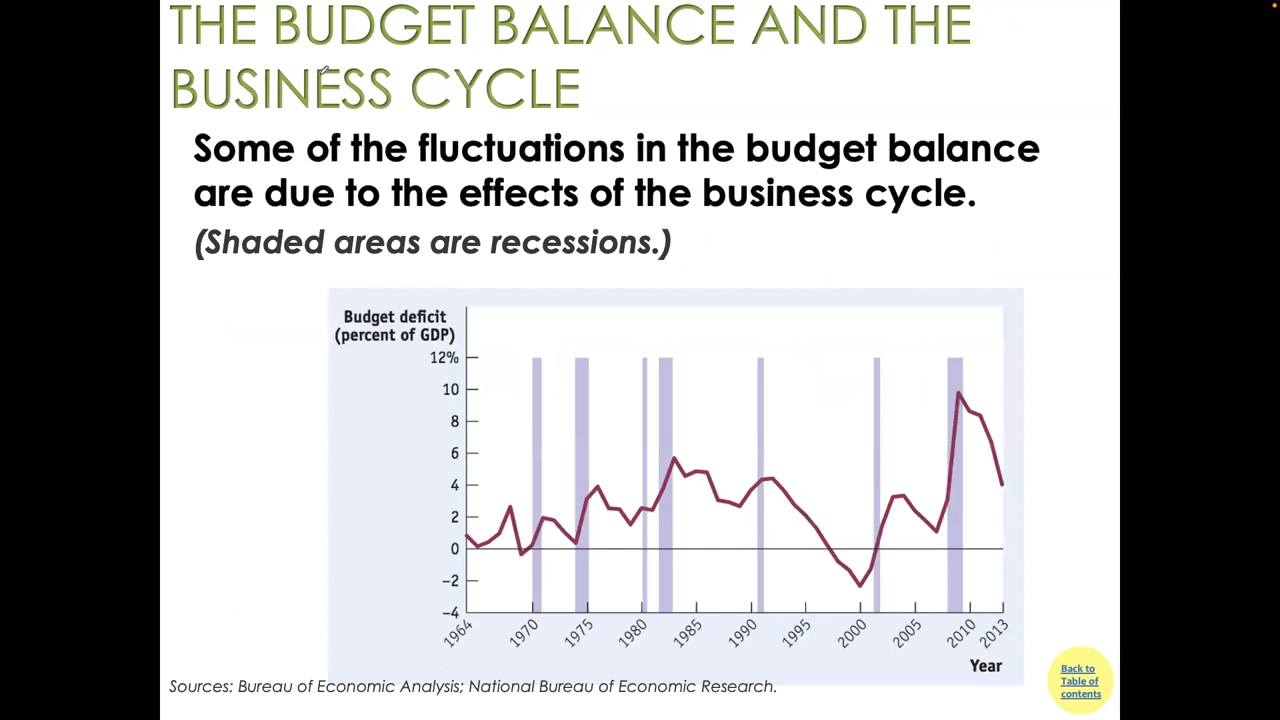 THE BUDGET BALANCE AND THE
BUSINESS CYCLE
Some of the fluctuations in the budget balance
are due to the effects of the business cycle.
(Shaded areas are recessions.)
Budget deficit
(percent of GDP)
12%
10
8
6
4
2
0
–2
–4
1964
1970
1975
1980
1985
1990
1995
2000
2005
2010
2013
Year
Sources: Bureau of Economic Analysis; National Bureau of Economic Research.
Back to
Table of
contents